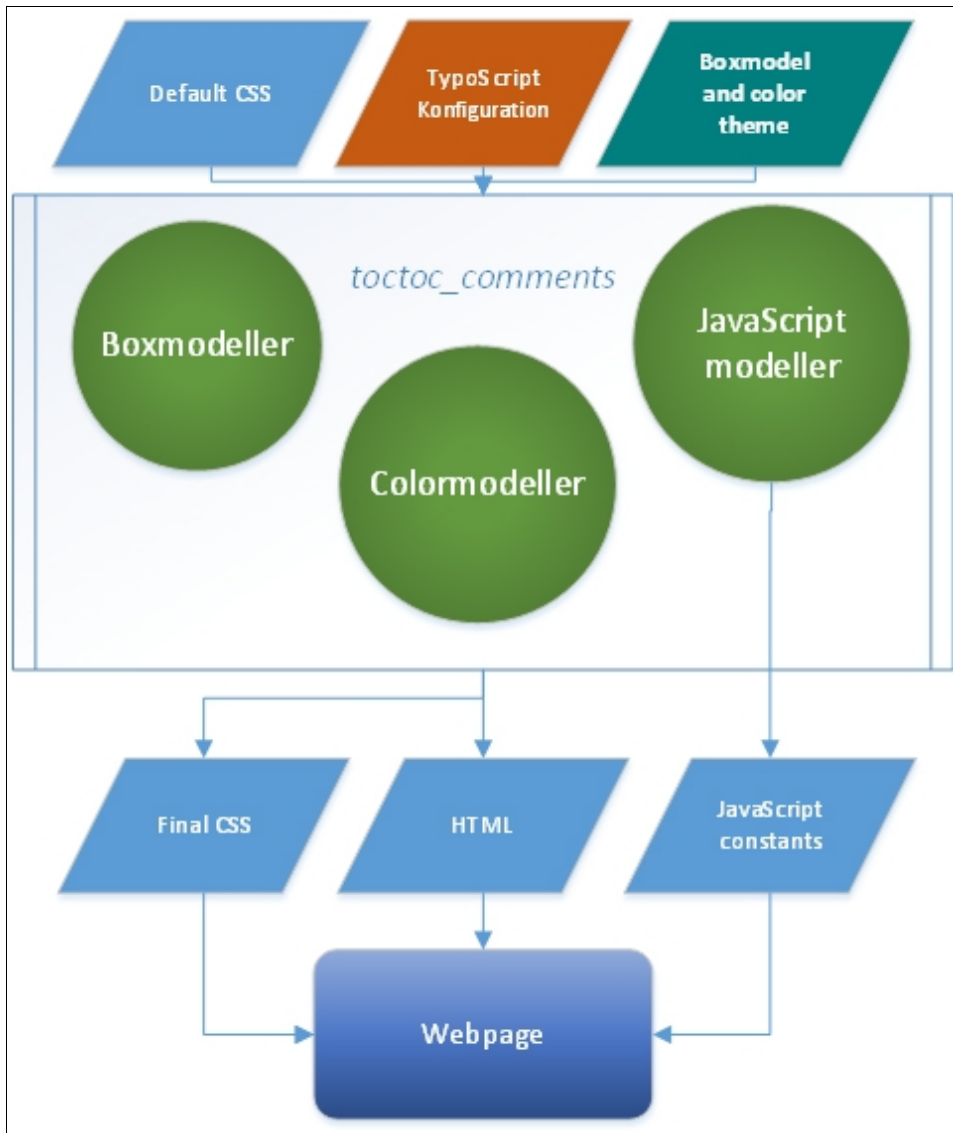 Default CSS
TypoScript
Konfiguration
Boxmodel
and color
theme
toctoc_comments
Boxmodeller
JavaScript
modeller
Colormodeller
Final CSS
HTML
JavaScript
constants
Webpage